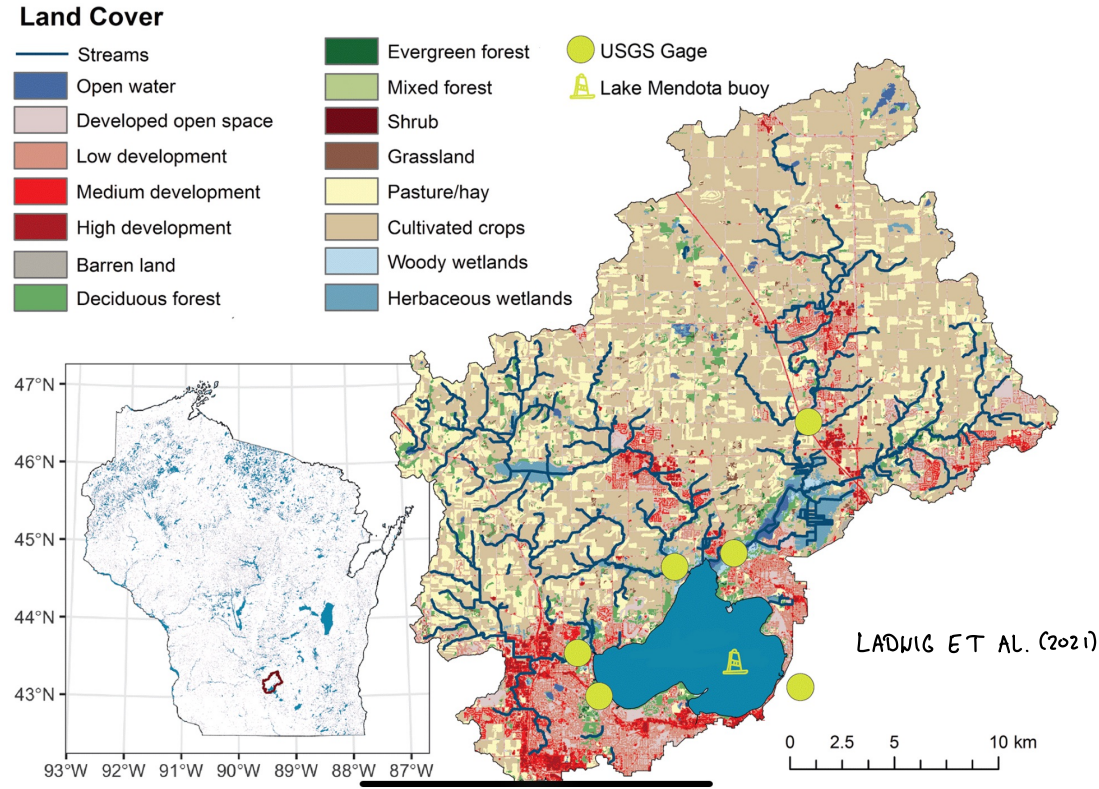 Land Cover
Streams
Open water
Developed open space
Low development
Medium development
High development
Barren land
Deciduous forest
Evergreen forest
Mixed forest
Shrub
Grassland
Pasture/hay
Cultivated crops
Woody wetlands
Herbaceous wetlands
USGS Gage
Lake Mendota buoy
47°N
46°N
45°N
44°N
43°N
93°W 92°W 91°W 90°W 89°W 88°W 87°W
LADWIG ET AL. (2021)
0 2.5 5 10 km